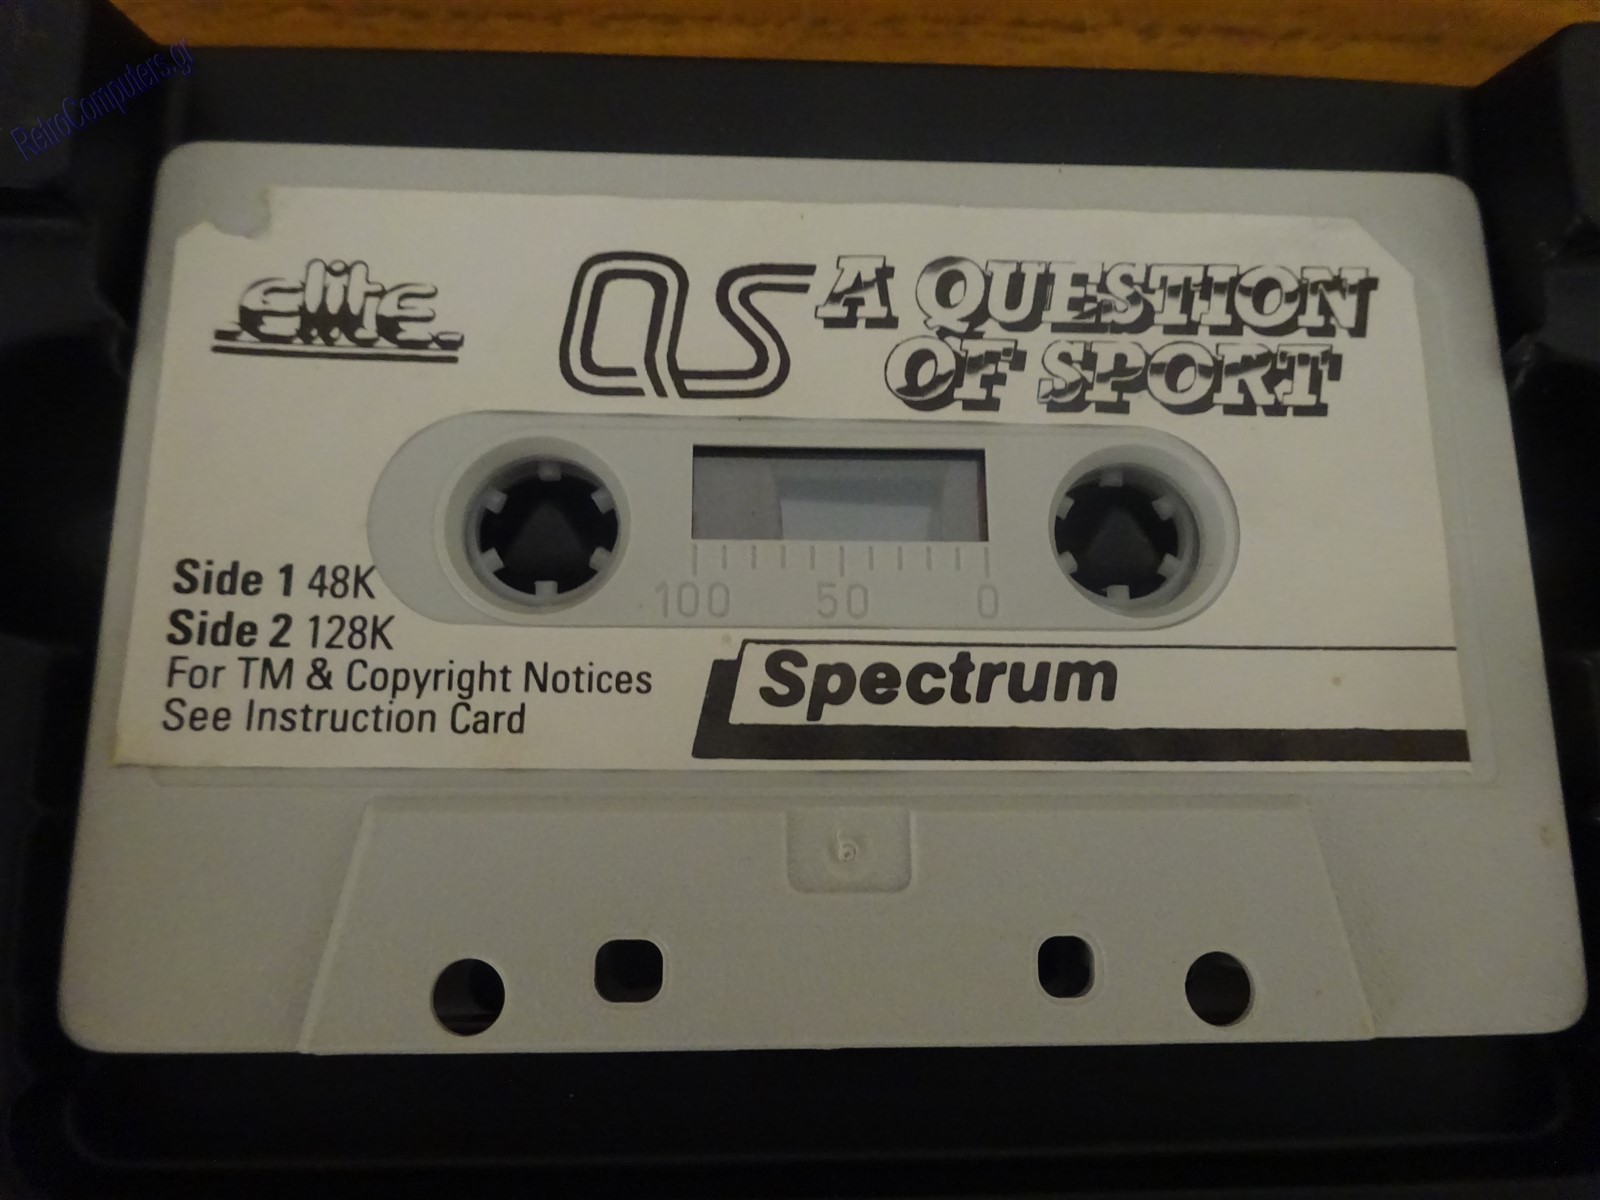 RetroComputers.gr
elite
QS A QUESTION
OF SPORT
Side 1 48K
Side 2 128K
For TM & Copyright Notices
See Instruction Card
100 50 0
Spectrum
6